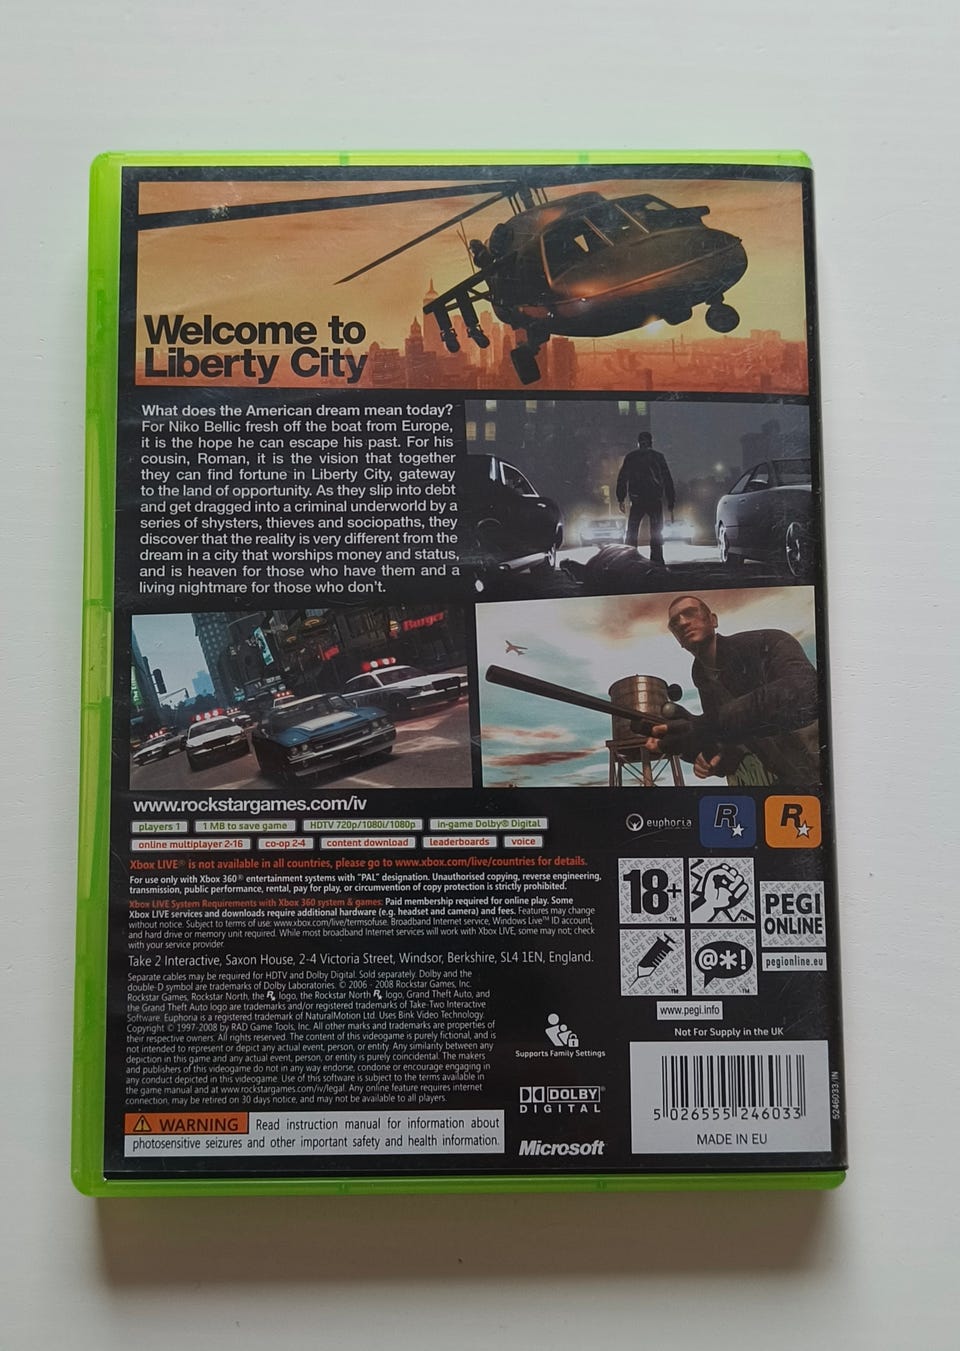 Welcome to
Liberty City
What does the American dream mean today?
For Niko Bellic fresh off the boat from Europe,
it is the hope he can escape his past. For his
cousin, Roman, it is the vision that together
they can find fortune in Liberty City, gateway
to the land of opportunity. As they slip into debt
and get dragged into a criminal underworld by a
series of shysters, thieves and sociopaths, they
discover that the reality is very different from the
dream in a city that worships money and status,
and is heaven for those who have them and a
living nightmare for those who don't.
Burger
www.rockstargames.com/iv
players 1
1 MB to save game
HDTV 720p/1080i/1080p
in-game Dolby® Digital
online multiplayer 2-16
co-op 2-4
content download
leaderboards
voice
euphoria
R
R
Xbox LIVE® is not available in all countries, please go to www.xbox.com/live/countries for details.
For use only with Xbox 360® entertainment systems with "PAL" designation. Unauthorised copying, reverse engineering,
transmission, public performance, rental, pay for play, or circumvention of copy protection is strictly prohibited.
Xbox LIVE System Requirements with Xbox 360 system & games: Paid membership required for online play. Some
Xbox LIVE services and downloads require additional hardware (e.g. headset and camera) and fees. Features may change
without notice. Subject to terms of use: www.xbox.com/live/termsofuse. Broadband Internet service, Windows Live™ ID account,
and hard drive or memory unit required. While most broadband Internet services will work with Xbox LIVE, some may not; check
with your service provider.
Take 2 Interactive, Saxon House, 2-4 Victoria Street, Windsor, Berkshire, SL4 1EN, England.
Separate cables may be required for HDTV and Dolby Digital. Sold separately. Dolby and the
double-D symbol are trademarks of Dolby Laboratories. © 2006 - 2008 Rockstar Games, Inc.
Rockstar Games, Rockstar North, the R logo, the Rockstar North R logo, Grand Theft Auto, and
the Grand Theft Auto logo are trademarks and/or registered trademarks of Take-Two Interactive
Software. Euphoria is a registered trademark of NaturalMotion Ltd. Uses Bink Video Technology.
Copyright © 1997-2008 by RAD Game Tools, Inc. All other marks and trademarks are properties of
their respective owners. All rights reserved. The content of this videogame is purely fictional, and is
not intended to represent or depict any actual event, person, or entity. Any similarity between any
depiction in this game and any actual event, person, or entity is purely coincidental. The makers
and publishers of this videogame do not in any way endorse, condone or encourage engaging in
any conduct depicted in this videogame. Use of this software is subject to the terms available in
the game manual and at www.rockstargames.com/iv/legal. Any online feature requires internet
connection, may be retired on 30 days notice, and may not be available to all players.
WARNING Read instruction manual for information about
photosensitive seizures and other important safety and health information.
18+
@*!
PEGI
ONLINE
pegionline.eu
www.pegi.info
Not For Supply in the UK
Supports Family Settings
DOLBY®
DIGITAL
Microsoft®
5 026555 246033
MADE IN EU
5246033/IN